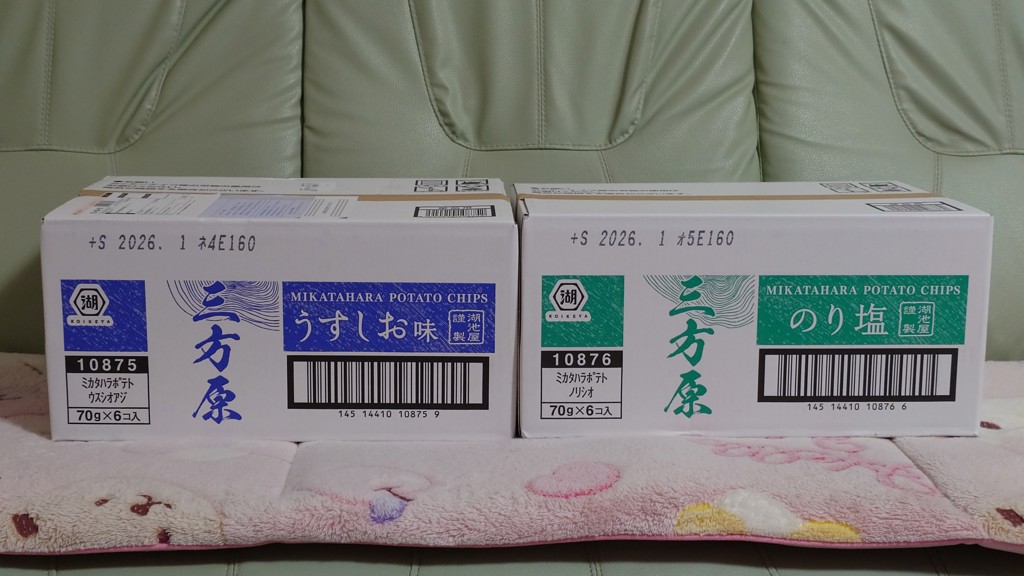 +S 2026. 1 ネ4E160
湖
KOIKEYA
10875
ミカタハラポテト
ウスシオアジ
70g×6コ入
三方原
MIKATAHARA POTATO CHIPS
うすしお味
湖池屋
謹製
145 14410 10875 9
+S 2026. 1 オ5E160
湖
KOIKEYA
10876
ミカタハラポテト
ノリシオ
70g×6コ入
三方原
MIKATAHARA POTATO CHIPS
のり塩
湖池屋
謹製
145 14410 10876 6